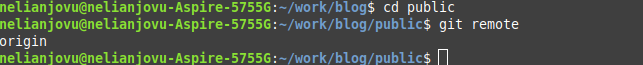 nelianjovu@nelianjovu-Aspire-5755G:~/work/blog$ cd public
nelianjovu@nelianjovu-Aspire-5755G:~/work/blog/public$ git remote
origin
nelianjovu@nelianjovu-Aspire-5755G:~/work/blog/public$